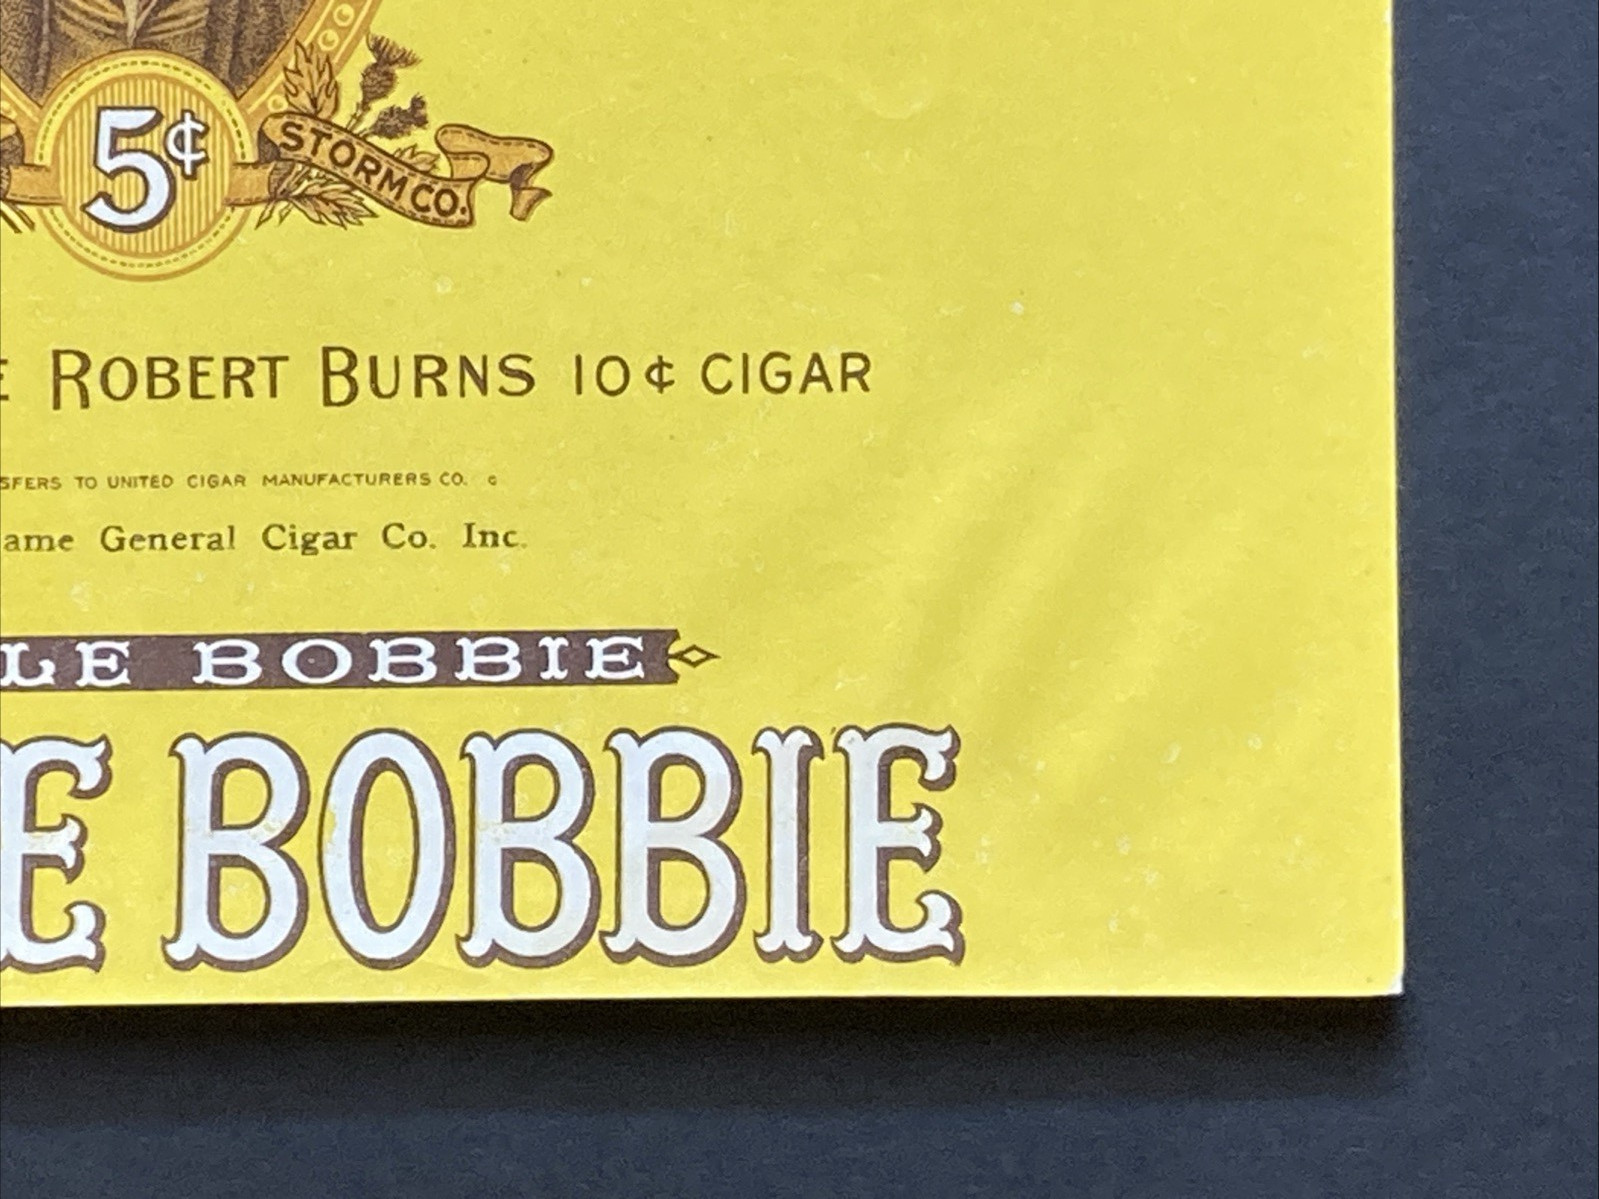 5¢
STORM CO.
E ROBERT BURNS 10¢ CIGAR
SFERS TO UNITED CIGAR MANUFACTURERS CO.
ame General Cigar Co. Inc.
LE BOBBIE
E BOBBIE